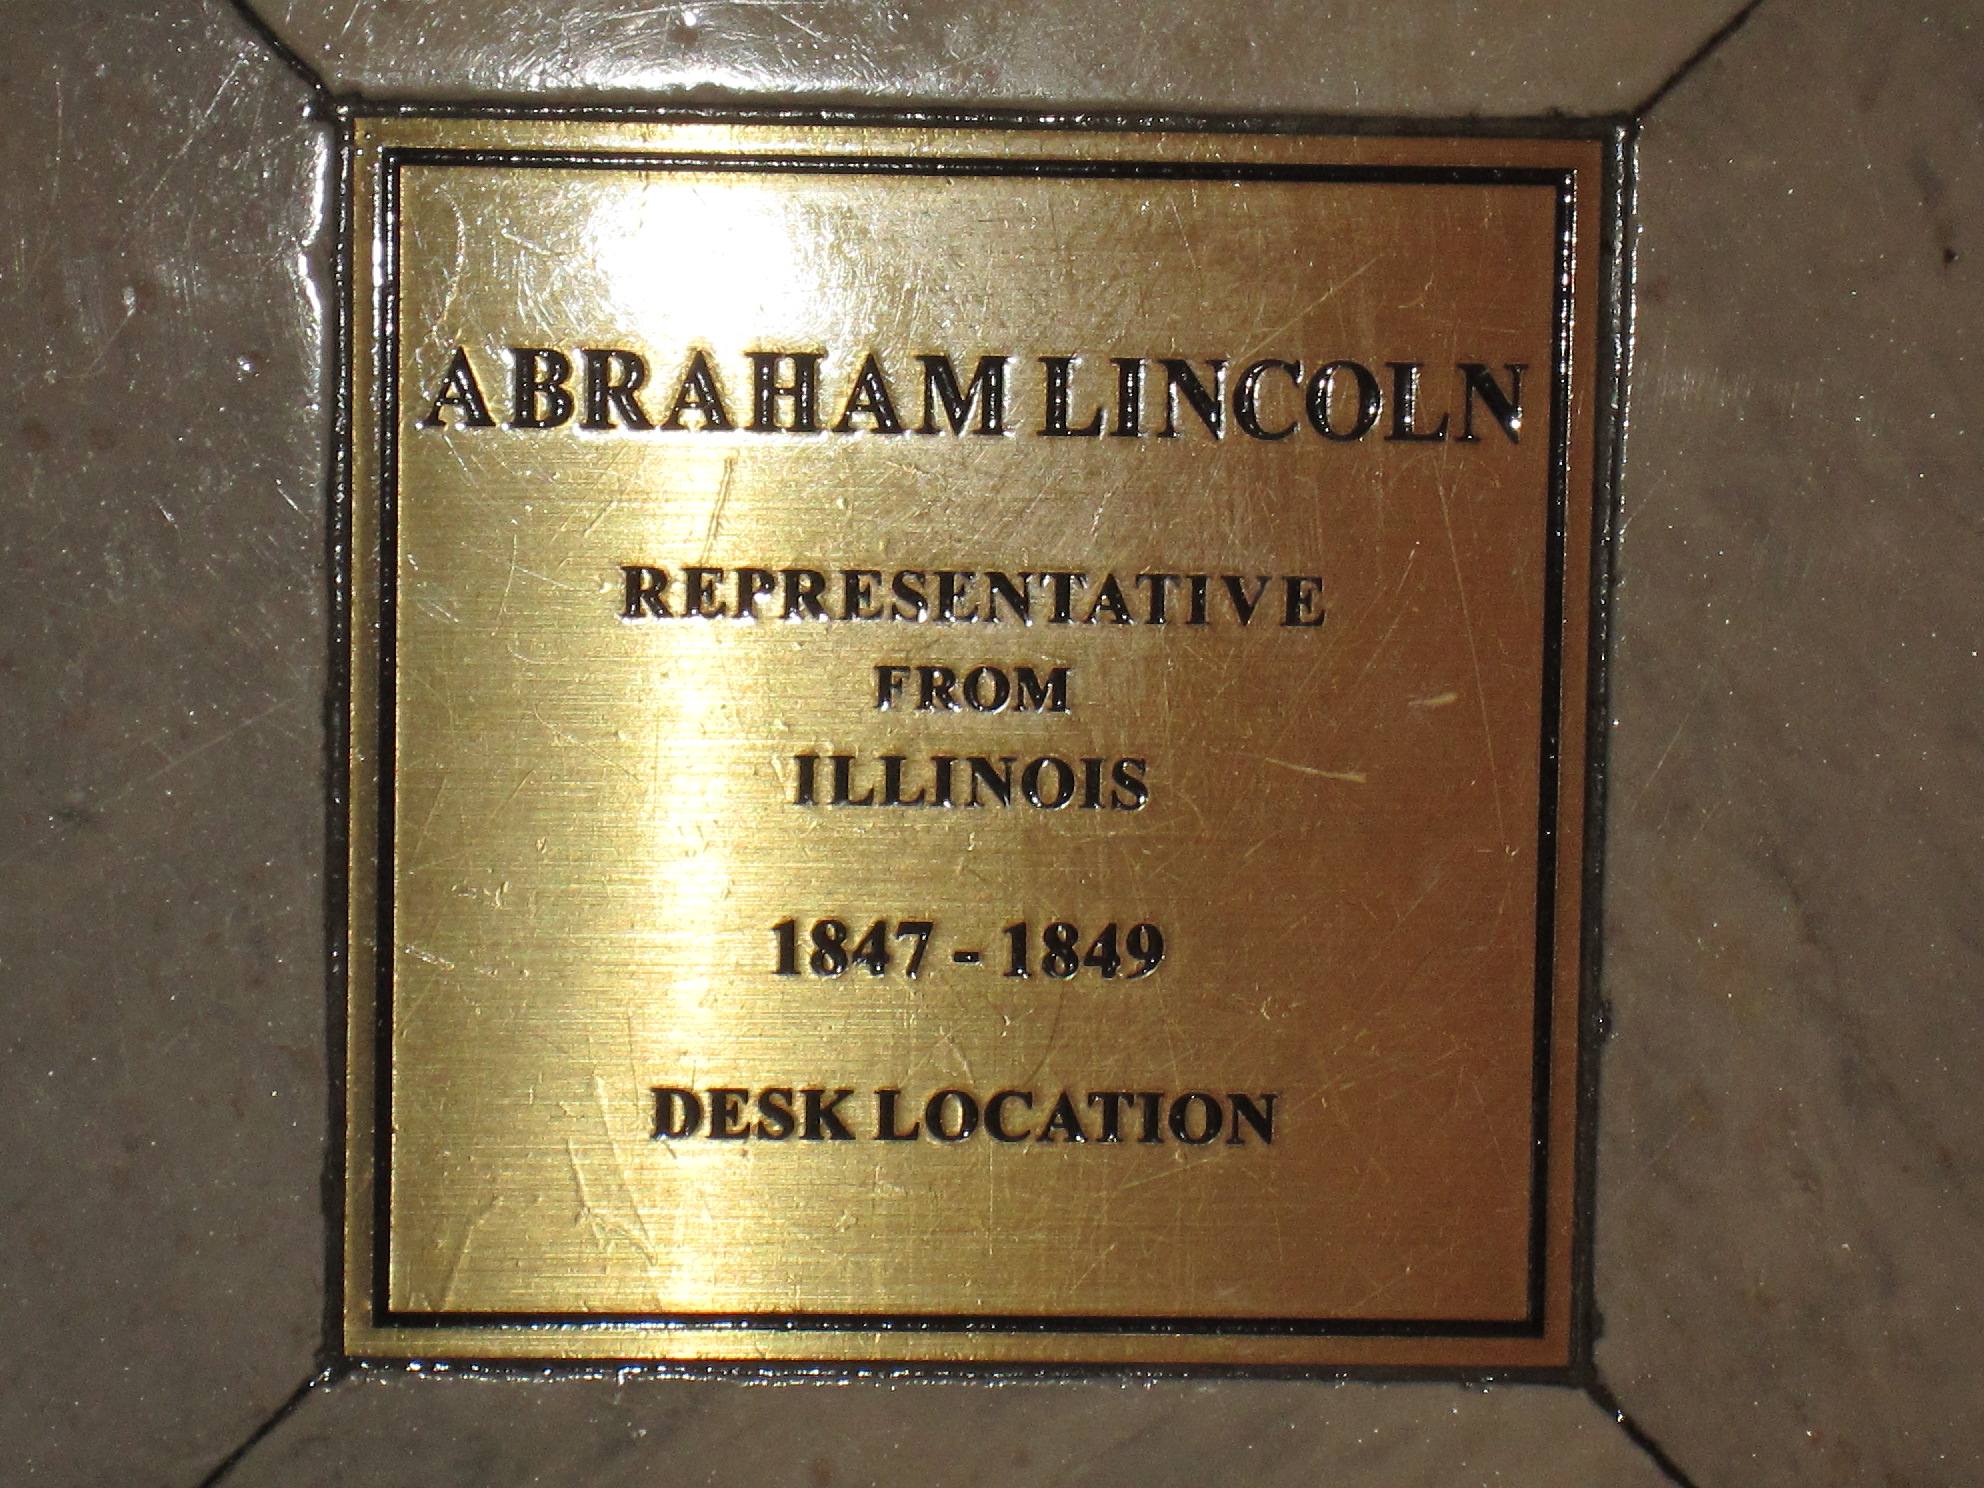 ABRAHAM LINCOLN
REPRESENTATIVE
FROM
ILLINOIS
1847 - 1849
DESK LOCATION